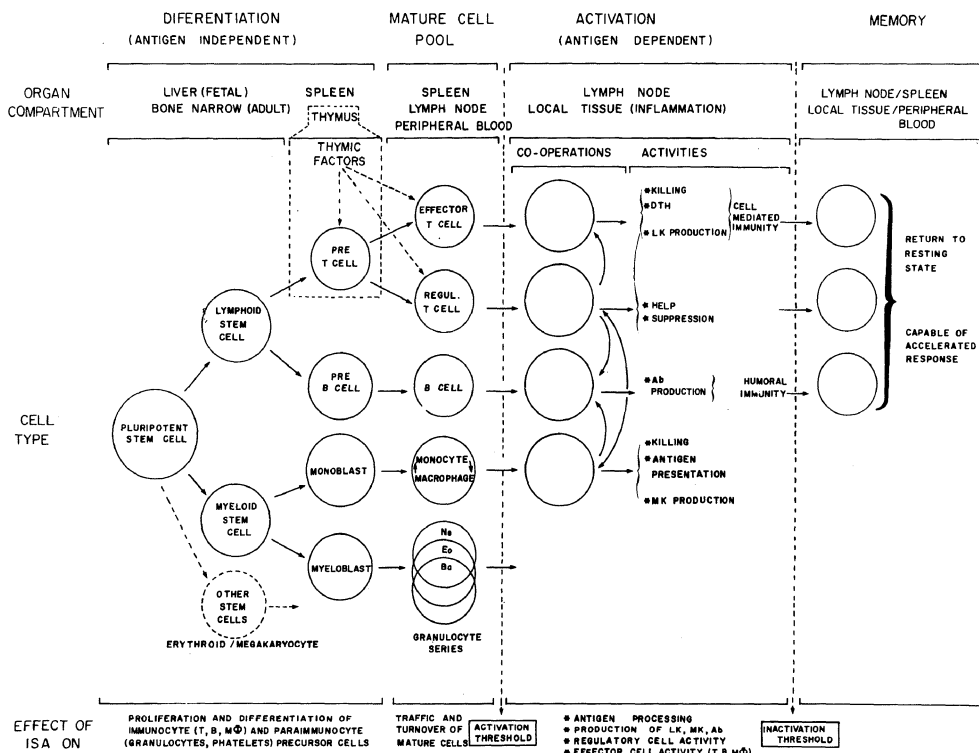 DIFERENTIATION
(ANTIGEN INDEPENDENT)
MATURE CELL
POOL
ACTIVATION
(ANTIGEN DEPENDENT)
MEMORY
ORGAN
COMPARTMENT
LIVER (FETAL)
BONE NARROW (ADULT)
SPLEEN
THYMUS
SPLEEN
LYMPH NODE
PERIPHERAL BLOOD
LYMPH NODE
LOCAL TISSUE (INFLAMMATION)
LYMPH NODE/SPLEEN
LOCAL TISSUE/PERIPHERAL
BLOOD
THYMIC
FACTORS
CO-OPERATIONS
ACTIVITIES
EFFECTOR
T CELL
*KILLING
*DTH
*LK PRODUCTION
CELL
MEDIATED
IMMUNITY
PRE
T CELL
REGUL.
T CELL
*HELP
*SUPPRESSION
RETURN TO
RESTING
STATE
CAPABLE OF
ACCELERATED
RESPONSE
LYMPHOID
STEM
CELL
PRE
B CELL
B CELL
*Ab
PRODUCTION
HUMORAL
IMMUNITY
CELL
TYPE
PLURIPOTENT
STEM CELL
MONOBLAST
MONOCYTE
MACROPHAGE
*KILLING
*ANTIGEN
PRESENTATION
*MK PRODUCTION
MYELOID
STEM
CELL
MYELOBLAST
Ne
Eo
Ba
GRANULOCYTE
SERIES
OTHER
STEM
CELLS
ERYTHROID/MEGAKARYOCYTE
EFFECT OF
ISA ON
PROLIFERATION AND DIFFERENTIATION OF
IMMUNOCYTE (T, B, MΦ) AND PARAIMMUNOCYTE
(GRANULOCYTES, PHATELETS) PRECURSOR CELLS
TRAFFIC AND
TURNOVER OF
MATURE CELLS
ACTIVATION
THRESHOLD
*ANTIGEN PROCESSING
*PRODUCTION OF LK, MK, Ab
*REGULATORY CELL ACTIVITY
*EFFECTOR CELL ACTIVITY (T, B, MΦ)
INACTIVATION
THRESHOLD